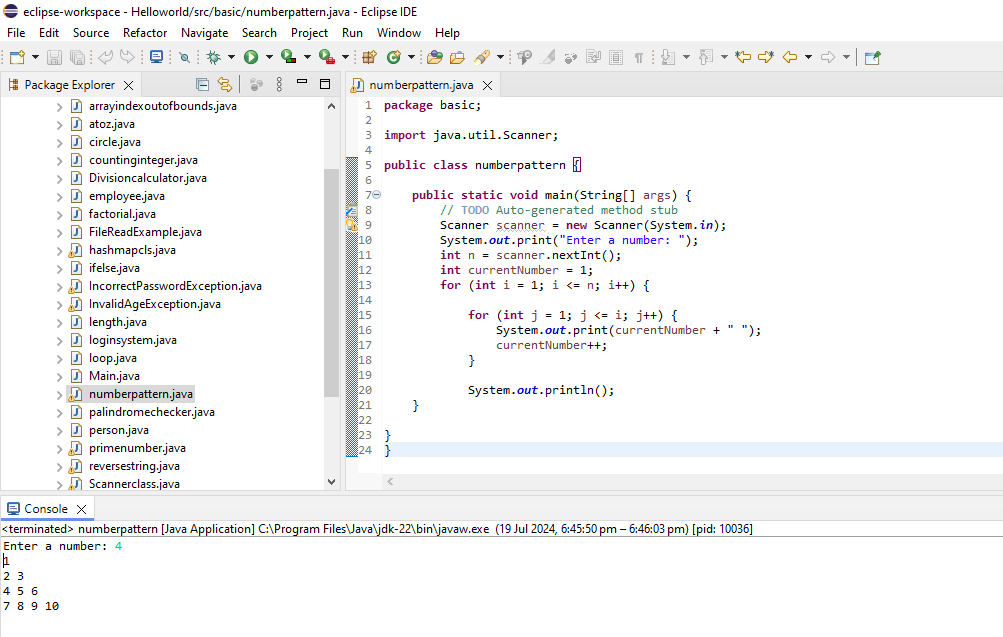 eclipse-workspace - Helloworld/src/basic/numberpattern.java - Eclipse IDE
File Edit Source Refactor Navigate Search Project Run Window Help
Package Explorer
arrayindexoutofbounds.java
atoz.java
circle.java
countinginteger.java
Divisioncalculator.java
employee.java
factorial.java
FileReadExample.java
hashmapcls.java
ifelse.java
IncorrectPasswordException.java
InvalidAgeException.java
length.java
loginsystem.java
loop.java
Main.java
numberpattern.java
palindromechecker.java
person.java
primenumber.java
reversestring.java
Scannerclass.java
numberpattern.java
1 package basic;
2
3 import java.util.Scanner;
4
5 public class numberpattern {
6
7 public static void main(String[] args) {
8 // TODO Auto-generated method stub
9 Scanner scanner = new Scanner(System.in);
10 System.out.print("Enter a number: ");
11 int n = scanner.nextInt();
12 int currentNumber = 1;
13 for (int i = 1; i <= n; i++) {
14
15 for (int j = 1; j <= i; j++) {
16 System.out.print(currentNumber + " ");
17 currentNumber++;
18 }
19
20 System.out.println();
21 }
22
23 }
24 }
Console
<terminated> numberpattern [Java Application] C:\Program Files\Java\jdk-22\bin\javaw.exe (19 Jul 2024, 6:45:50 pm – 6:46:03 pm) [pid: 10036]
Enter a number: 4
1
2 3
4 5 6
7 8 9 10